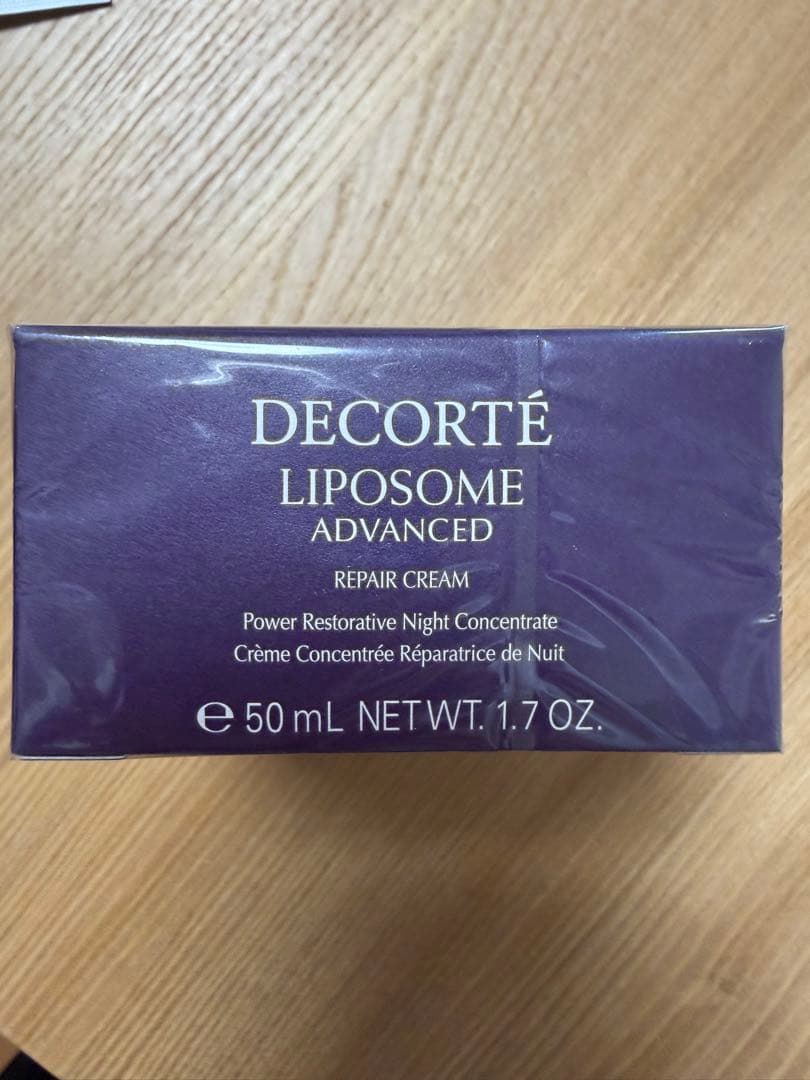 DECORTÉ
LIPOSOME
ADVANCED
REPAIR CREAM
Power Restorative Night Concentrate
Crème Concentrée Réparatrice de Nuit
℮ 50 mL NET WT. 1.7 OZ.